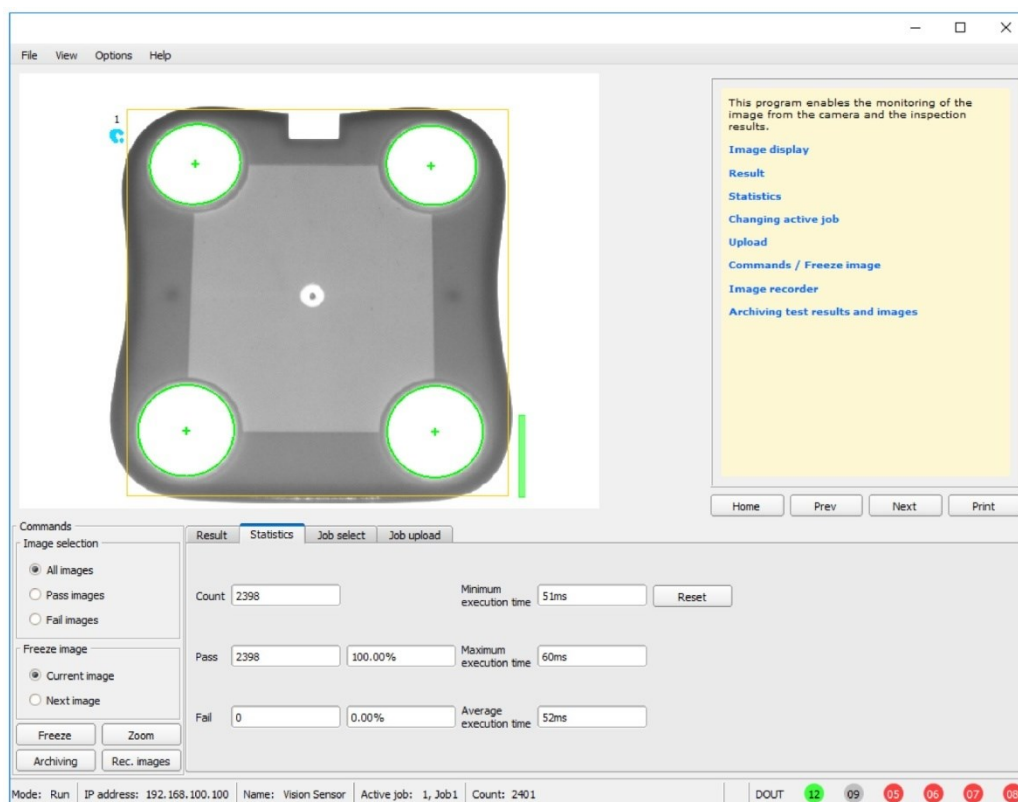 File View Options Help
1
This program enables the monitoring of the
image from the camera and the inspection
results.
Image display
Result
Statistics
Changing active job
Upload
Commands / Freeze image
Image recorder
Archiving test results and images
Home Prev Next Print
Commands
Image selection
All images
Pass images
Fail images
Freeze image
Current image
Next image
Freeze Zoom
Archiving Rec. images
Result Statistics Job select Job upload
Count 2398
Minimum
execution time 51ms
Reset
Pass 2398 100.00%
Maximum
execution time 60ms
Fail 0 0.00%
Average
execution time 52ms
Mode: Run IP address: 192.168.100.100 Name: Vision Sensor Active job: 1, Job1 Count: 2401 DOUT 12 09 05 06 07 08